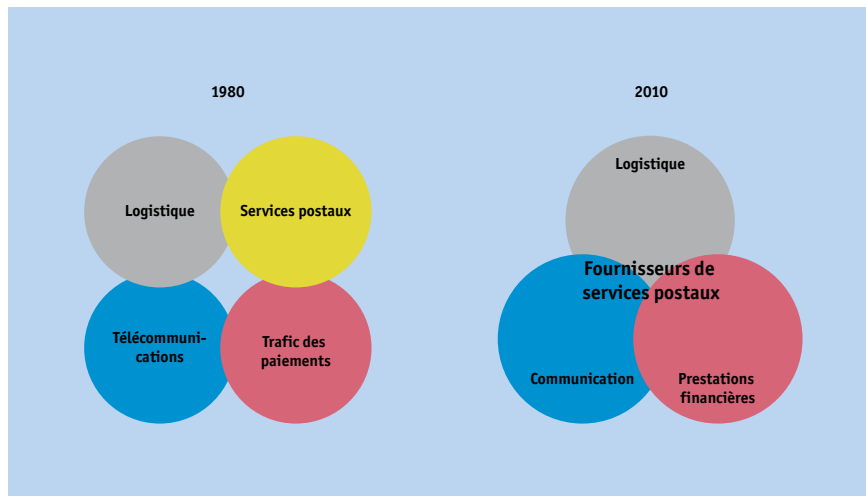 1980
Logistique
Services postaux
Télécommuni-
cations
Trafic des
paiements
2010
Logistique
Fournisseurs de
services postaux
Communication
Prestations
financières